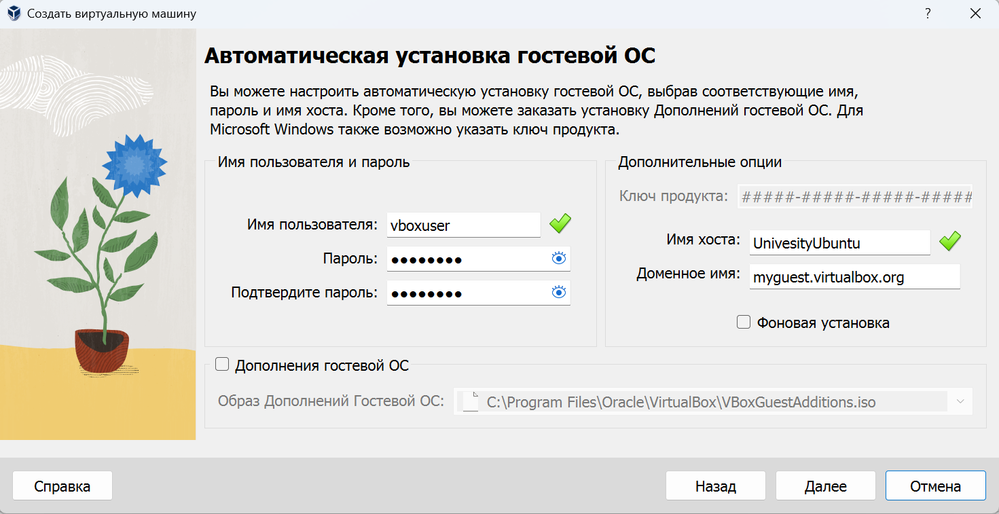 Создать виртуальную машину
?
Автоматическая установка гостевой ОС
Вы можете настроить автоматическую установку гостевой ОС, выбрав соответствующие имя,
пароль и имя хоста. Кроме того, вы можете заказать установку Дополнений гостевой ОС. Для
Microsoft Windows также возможно указать ключ продукта.
Имя пользователя и пароль
Имя пользователя: vboxuser
Пароль: ●●●●●●●●
Подтвердите пароль: ●●●●●●●●
Дополнительные опции
Ключ продукта: #####-#####-#####-#####
Имя хоста: UnivesityUbuntu
Доменное имя: myguest.virtualbox.org
Фоновая установка
Дополнения гостевой ОС
Образ Дополнений Гостевой ОС: C:\Program Files\Oracle\VirtualBox\VBoxGuestAdditions.iso
Справка Назад Далее Отмена